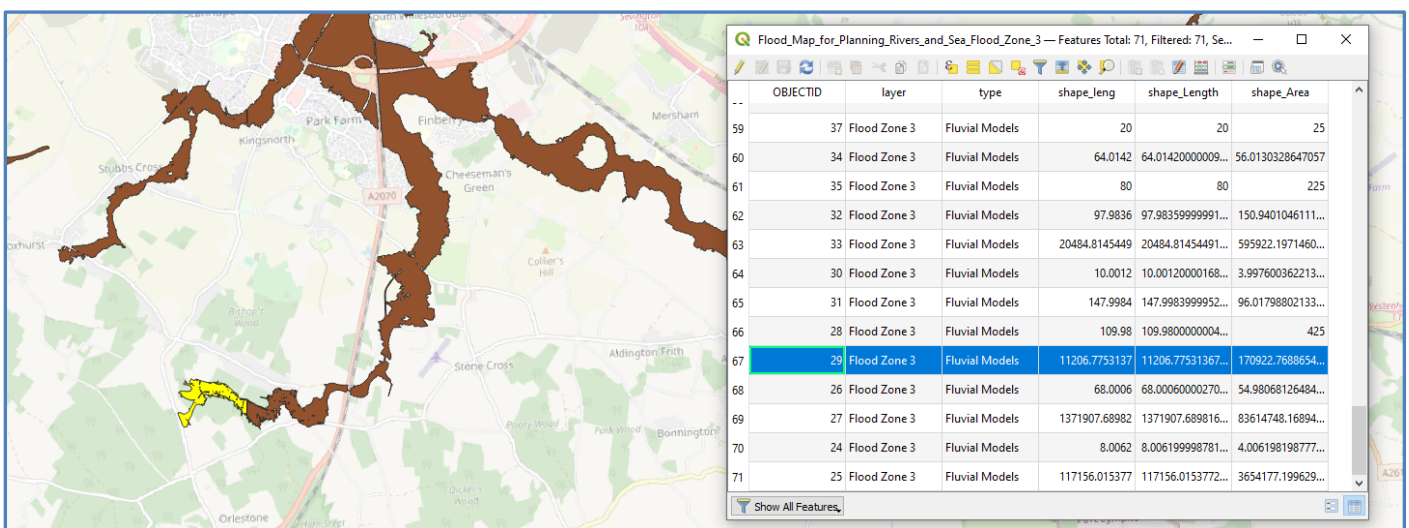 South Willesborough
Sevington
Flood_Map_for_Planning_Rivers_and_Sea_Flood_Zone_3 — Features Total: 71, Filtered: 71, Se...
OBJECTID layer type shape_leng shape_Length shape_Area
59 37 Flood Zone 3 Fluvial Models 20 20 25
60 34 Flood Zone 3 Fluvial Models 64.0142 64.01420000009... 56.0130328647057
61 35 Flood Zone 3 Fluvial Models 80 80 225
62 32 Flood Zone 3 Fluvial Models 97.9836 97.98359999991... 150.9401046111...
63 33 Flood Zone 3 Fluvial Models 20484.8145449 20484.81454491... 595922.1971460...
64 30 Flood Zone 3 Fluvial Models 10.0012 10.00120000168... 3.997600362213...
65 31 Flood Zone 3 Fluvial Models 147.9984 147.9983999952... 96.01798802133...
66 28 Flood Zone 3 Fluvial Models 109.98 109.9800000004... 425
67 29 Flood Zone 3 Fluvial Models 11206.7753137 11206.77531367... 170922.7688654...
68 26 Flood Zone 3 Fluvial Models 68.0006 68.00060000270... 54.98068126484...
69 27 Flood Zone 3 Fluvial Models 1371907.68982 1371907.689816... 83614748.16894...
70 24 Flood Zone 3 Fluvial Models 8.0062 8.006199998781... 4.006198198777...
71 25 Flood Zone 3 Fluvial Models 117156.015377 117156.0153772... 3654177.199629...
Show All Features
Park Farm
Finberry
Mersham
Kingsnorth
Stubbs Cross
Cheeseman's
Green
A2070
Collier's
Hill
Bishop's
Wood
Stone Cross
Aldington Frith
Priory Wood
Park Wood
Bonnington
Orlestone
Ham Street